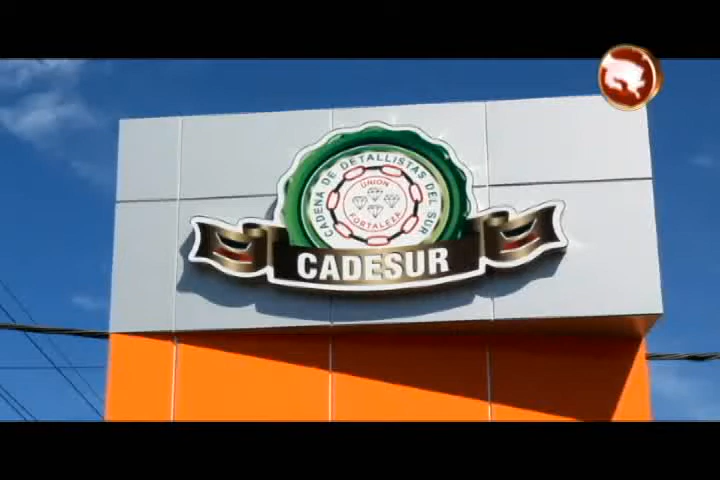 CADENA DE DETALLISTAS DEL SUR
UNION
FORTALEZA
CADESUR